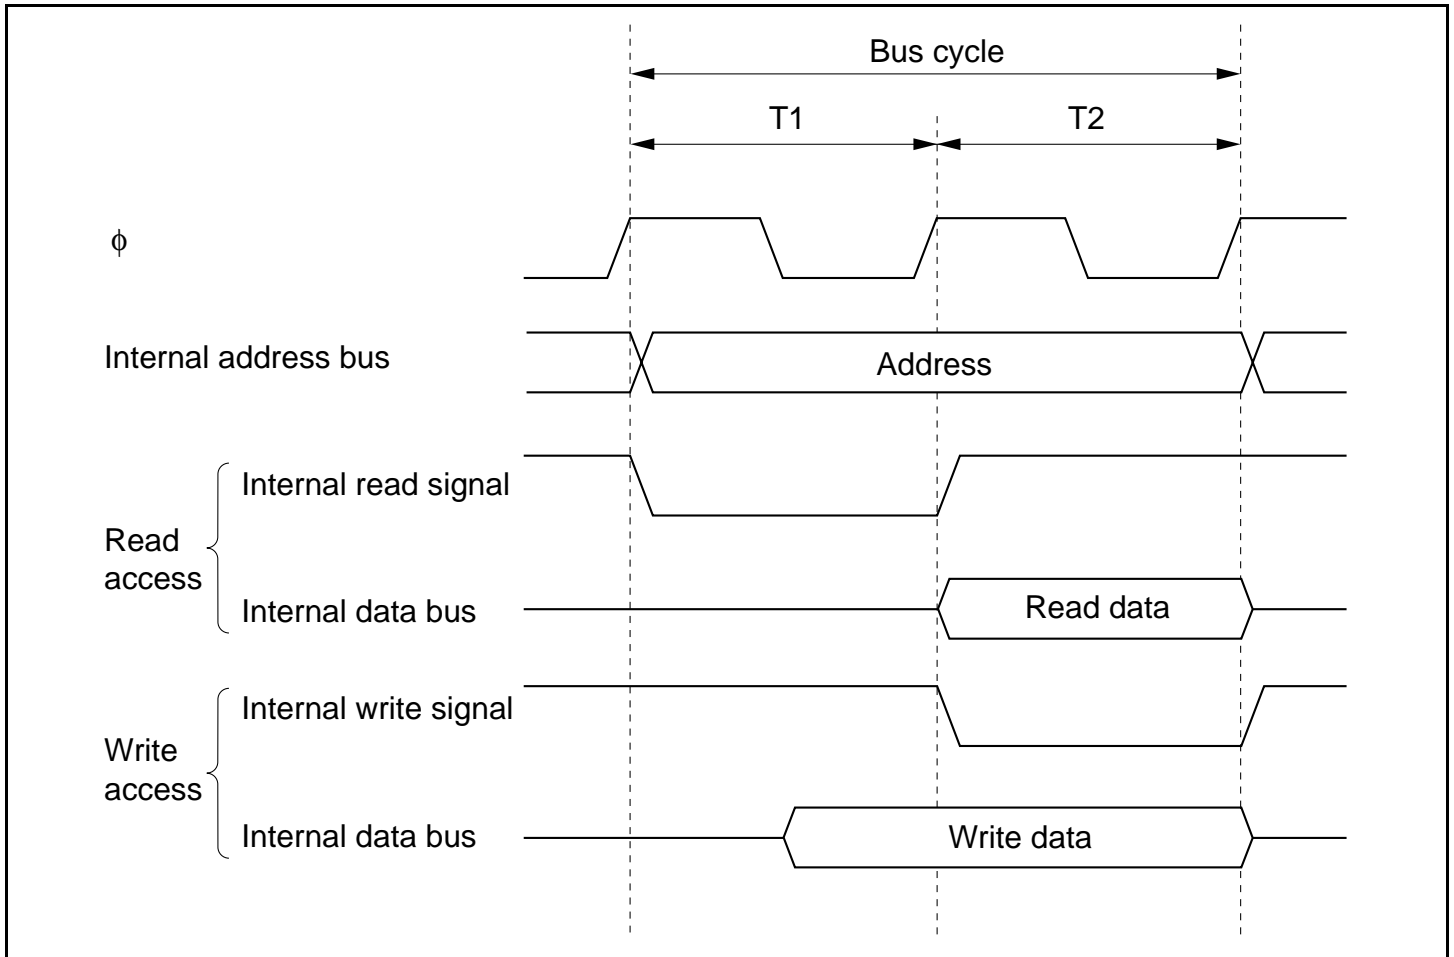 Bus cycle
T1 T2
ϕ
Internal address bus
Address
Internal read signal
Read
access
Internal data bus
Read data
Internal write signal
Write
access
Internal data bus
Write data